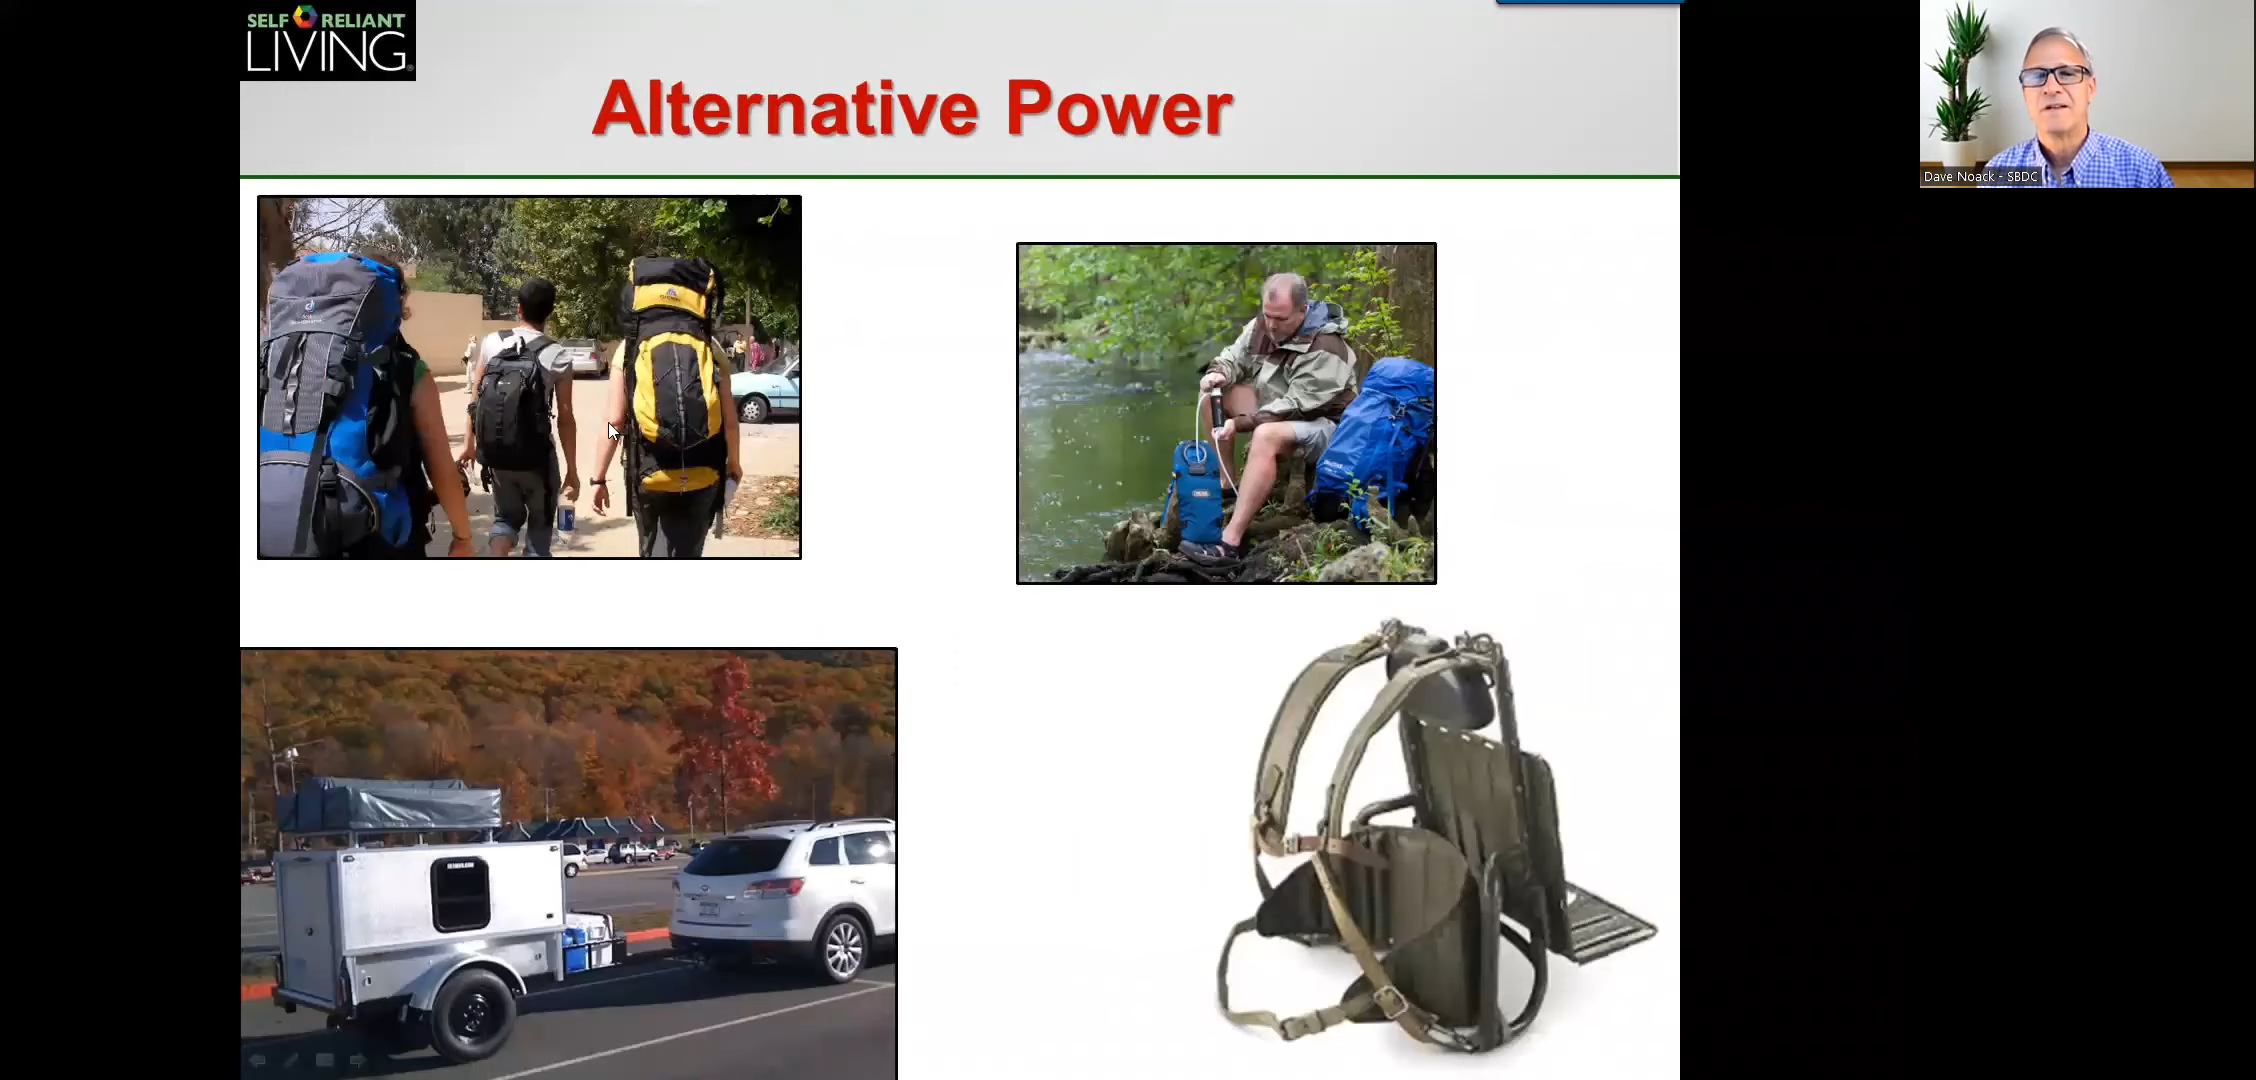 SELF RELIANT
LIVING®
Alternative Power
Dave Noack - SBDC